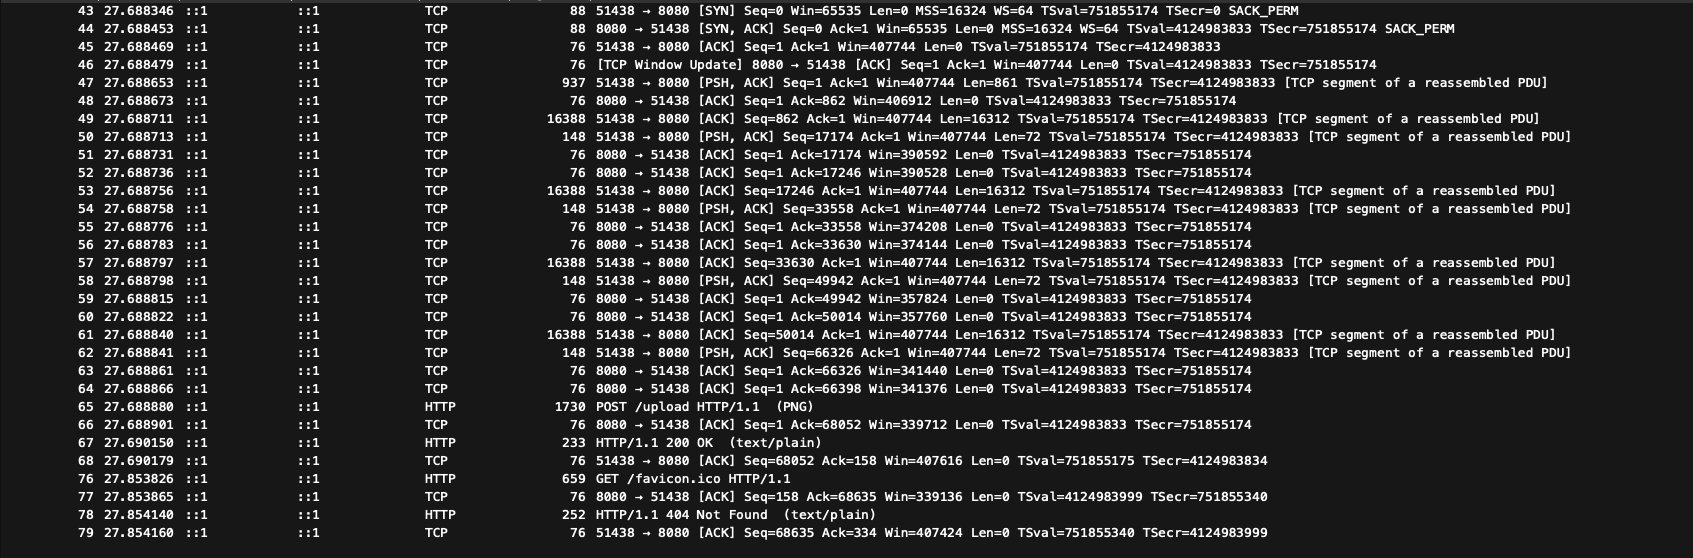 43 27.688346 ::1 ::1 TCP 88 51438 → 8080 [SYN] Seq=0 Win=65535 Len=0 MSS=16324 WS=64 TSval=751855174 TSecr=0 SACK_PERM
44 27.688453 ::1 ::1 TCP 88 8080 → 51438 [SYN, ACK] Seq=0 Ack=1 Win=65535 Len=0 MSS=16324 WS=64 TSval=4124983833 TSecr=751855174 SACK_PERM
45 27.688469 ::1 ::1 TCP 76 51438 → 8080 [ACK] Seq=1 Ack=1 Win=407744 Len=0 TSval=751855174 TSecr=4124983833
46 27.688479 ::1 ::1 TCP 76 [TCP Window Update] 8080 → 51438 [ACK] Seq=1 Ack=1 Win=407744 Len=0 TSval=4124983833 TSecr=751855174
47 27.688653 ::1 ::1 TCP 937 51438 → 8080 [PSH, ACK] Seq=1 Ack=1 Win=407744 Len=861 TSval=751855174 TSecr=4124983833 [TCP segment of a reassembled PDU]
48 27.688673 ::1 ::1 TCP 76 8080 → 51438 [ACK] Seq=1 Ack=862 Win=406912 Len=0 TSval=4124983833 TSecr=751855174
49 27.688711 ::1 ::1 TCP 16388 51438 → 8080 [ACK] Seq=862 Ack=1 Win=407744 Len=16312 TSval=751855174 TSecr=4124983833 [TCP segment of a reassembled PDU]
50 27.688713 ::1 ::1 TCP 148 51438 → 8080 [PSH, ACK] Seq=17174 Ack=1 Win=407744 Len=72 TSval=751855174 TSecr=4124983833 [TCP segment of a reassembled PDU]
51 27.688731 ::1 ::1 TCP 76 8080 → 51438 [ACK] Seq=1 Ack=17174 Win=390592 Len=0 TSval=4124983833 TSecr=751855174
52 27.688736 ::1 ::1 TCP 76 8080 → 51438 [ACK] Seq=1 Ack=17246 Win=390528 Len=0 TSval=4124983833 TSecr=751855174
53 27.688756 ::1 ::1 TCP 16388 51438 → 8080 [ACK] Seq=17246 Ack=1 Win=407744 Len=16312 TSval=751855174 TSecr=4124983833 [TCP segment of a reassembled PDU]
54 27.688758 ::1 ::1 TCP 148 51438 → 8080 [PSH, ACK] Seq=33558 Ack=1 Win=407744 Len=72 TSval=751855174 TSecr=4124983833 [TCP segment of a reassembled PDU]
55 27.688776 ::1 ::1 TCP 76 8080 → 51438 [ACK] Seq=1 Ack=33558 Win=374208 Len=0 TSval=4124983833 TSecr=751855174
56 27.688783 ::1 ::1 TCP 76 8080 → 51438 [ACK] Seq=1 Ack=33630 Win=374144 Len=0 TSval=4124983833 TSecr=751855174
57 27.688797 ::1 ::1 TCP 16388 51438 → 8080 [ACK] Seq=33630 Ack=1 Win=407744 Len=16312 TSval=751855174 TSecr=4124983833 [TCP segment of a reassembled PDU]
58 27.688798 ::1 ::1 TCP 148 51438 → 8080 [PSH, ACK] Seq=49942 Ack=1 Win=407744 Len=72 TSval=751855174 TSecr=4124983833 [TCP segment of a reassembled PDU]
59 27.688815 ::1 ::1 TCP 76 8080 → 51438 [ACK] Seq=1 Ack=49942 Win=357824 Len=0 TSval=4124983833 TSecr=751855174
60 27.688822 ::1 ::1 TCP 76 8080 → 51438 [ACK] Seq=1 Ack=50014 Win=357760 Len=0 TSval=4124983833 TSecr=751855174
61 27.688840 ::1 ::1 TCP 16388 51438 → 8080 [ACK] Seq=50014 Ack=1 Win=407744 Len=16312 TSval=751855174 TSecr=4124983833 [TCP segment of a reassembled PDU]
62 27.688841 ::1 ::1 TCP 148 51438 → 8080 [PSH, ACK] Seq=66326 Ack=1 Win=407744 Len=72 TSval=751855174 TSecr=4124983833 [TCP segment of a reassembled PDU]
63 27.688861 ::1 ::1 TCP 76 8080 → 51438 [ACK] Seq=1 Ack=66326 Win=341440 Len=0 TSval=4124983833 TSecr=751855174
64 27.688866 ::1 ::1 TCP 76 8080 → 51438 [ACK] Seq=1 Ack=66398 Win=341376 Len=0 TSval=4124983833 TSecr=751855174
65 27.688880 ::1 ::1 HTTP 1730 POST /upload HTTP/1.1 (PNG)
66 27.688901 ::1 ::1 TCP 76 8080 → 51438 [ACK] Seq=1 Ack=68052 Win=339712 Len=0 TSval=4124983833 TSecr=751855174
67 27.690150 ::1 ::1 HTTP 233 HTTP/1.1 200 OK (text/plain)
68 27.690179 ::1 ::1 TCP 76 51438 → 8080 [ACK] Seq=68052 Ack=158 Win=407616 Len=0 TSval=751855175 TSecr=4124983834
76 27.853826 ::1 ::1 HTTP 659 GET /favicon.ico HTTP/1.1
77 27.853865 ::1 ::1 TCP 76 8080 → 51438 [ACK] Seq=158 Ack=68635 Win=339136 Len=0 TSval=4124983999 TSecr=751855340
78 27.854140 ::1 ::1 HTTP 252 HTTP/1.1 404 Not Found (text/plain)
79 27.854160 ::1 ::1 TCP 76 51438 → 8080 [ACK] Seq=68635 Ack=334 Win=407424 Len=0 TSval=751855340 TSecr=4124983999